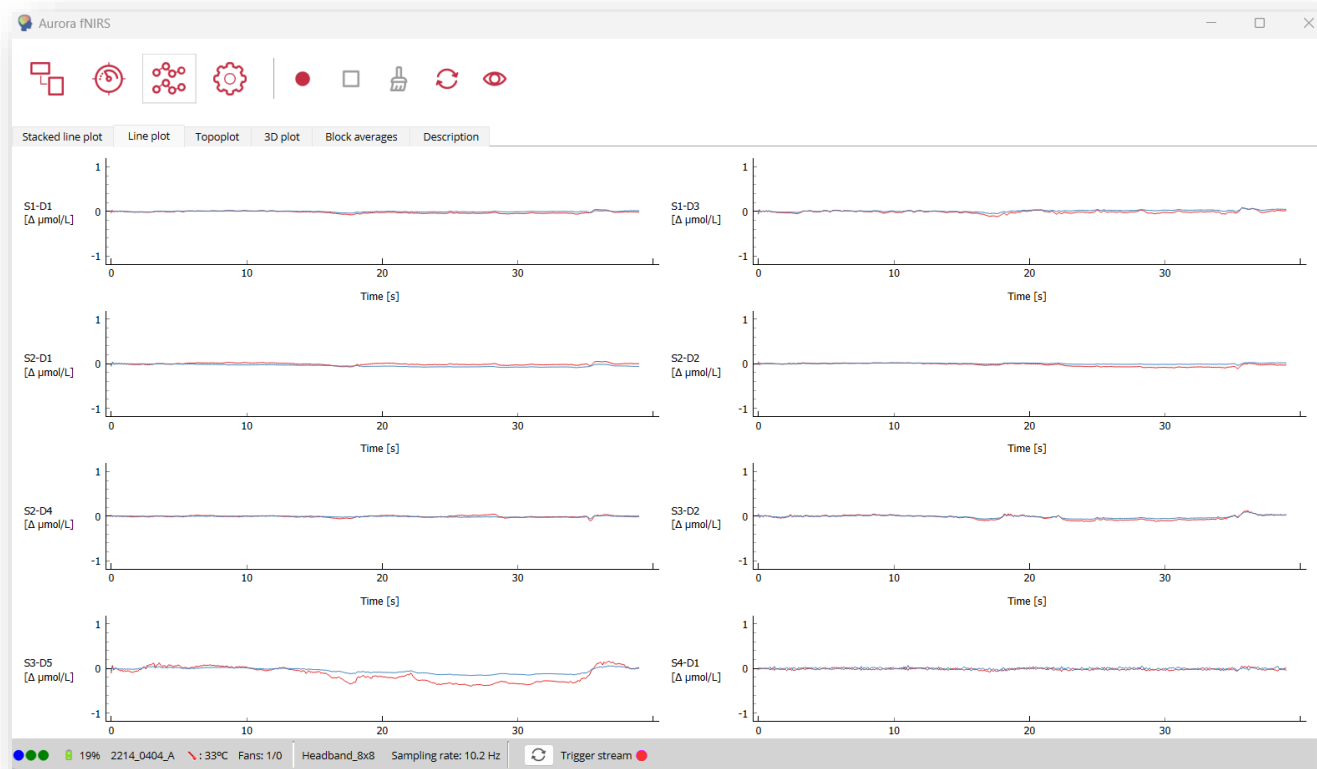 Aurora fNIRS
Stacked line plot Line plot Topoplot 3D plot Block averages Description
S1-D1
[Δ µmol/L]
1
0
-1
0 10 20 30
Time [s]
S1-D3
[Δ µmol/L]
1
0
-1
0 10 20 30
Time [s]
S2-D1
[Δ µmol/L]
1
0
-1
0 10 20 30
Time [s]
S2-D2
[Δ µmol/L]
1
0
-1
0 10 20 30
Time [s]
S2-D4
[Δ µmol/L]
1
0
-1
0 10 20 30
Time [s]
S3-D2
[Δ µmol/L]
1
0
-1
0 10 20 30
Time [s]
S3-D5
[Δ µmol/L]
1
0
-1
0 10 20 30
S4-D1
[Δ µmol/L]
1
0
-1
0 10 20 30
19% 2214_0404_A : 33ºC Fans: 1/0 Headband_8x8 Sampling rate: 10.2 Hz Trigger stream